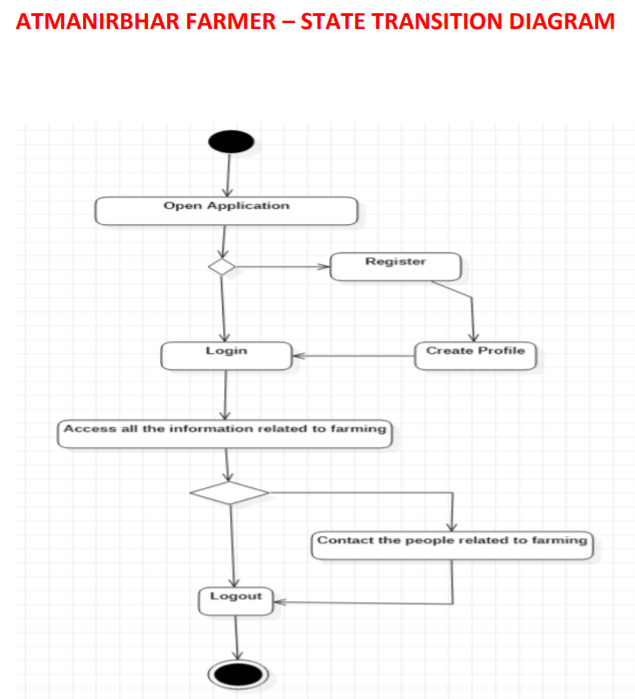 ATMANIRBHAR FARMER – STATE TRANSITION DIAGRAM
Open Application
Register
Login
Create Profile
Access all the information related to farming
Contact the people related to farming
Logout